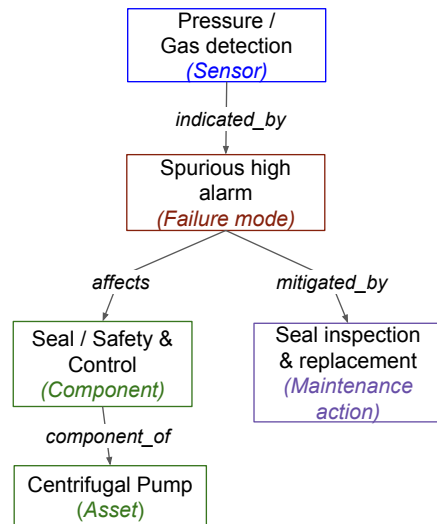 Pressure /
Gas detection
(Sensor)
indicated_by
Spurious high
alarm
(Failure mode)
affects
mitigated_by
Seal / Safety &
Control
(Component)
Seal inspection
& replacement
(Maintenance
action)
component_of
Centrifugal Pump
(Asset)